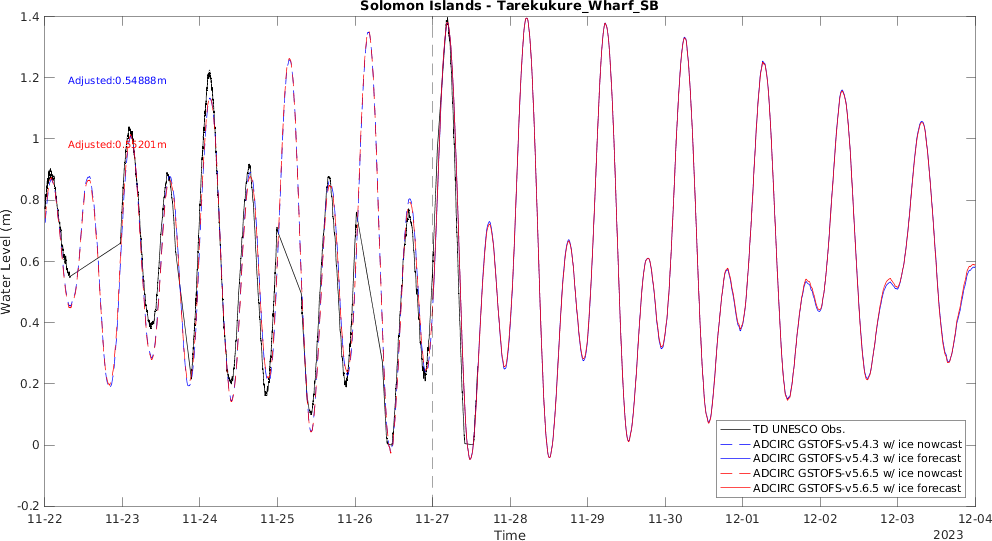 Solomon Islands - Tarekukure_Wharf_SB
1.4
1.2
1
0.8
0.6
0.4
0.2
0
-0.2
Water Level (m)
Adjusted:0.54888m
Adjusted:0.55201m
TD UNESCO Obs.
ADCIRC GSTOFS-v5.4.3 w/ ice nowcast
ADCIRC GSTOFS-v5.4.3 w/ ice forecast
ADCIRC GSTOFS-v5.6.5 w/ ice nowcast
ADCIRC GSTOFS-v5.6.5 w/ ice forecast
11-22 11-23 11-24 11-25 11-26 11-27 11-28 11-29 11-30 12-01 12-02 12-03 12-04
Time
2023